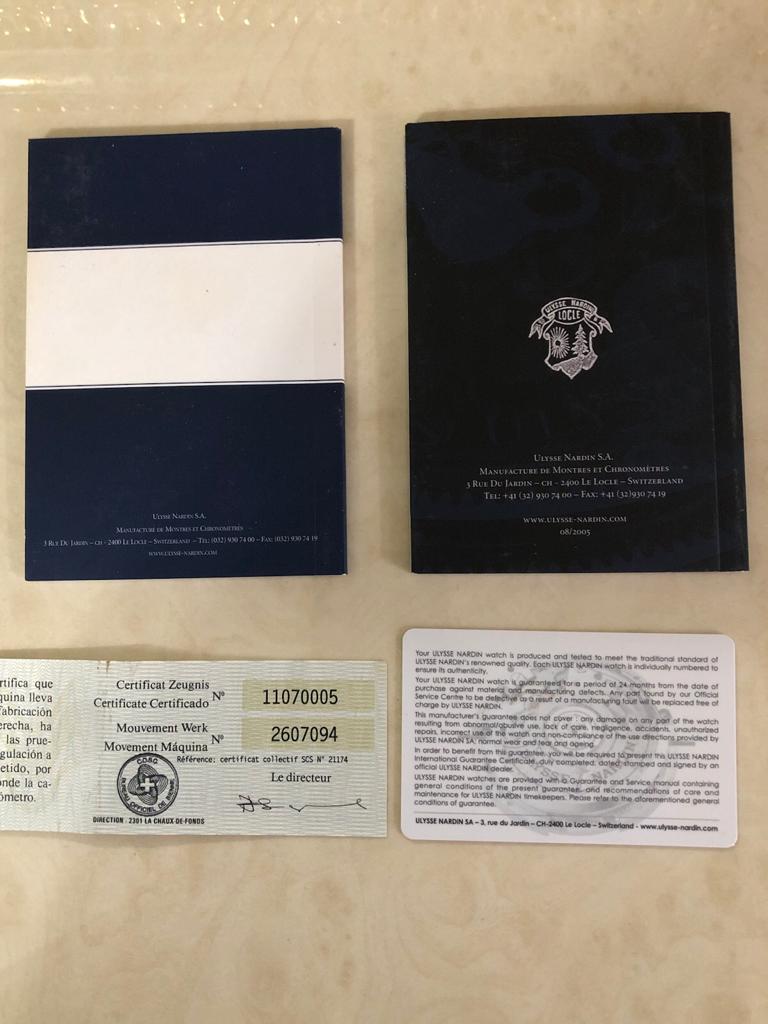 ULYSSE NARDIN S.A.
MANUFACTURE DE MONTRES ET CHRONOMÈTRES
3 RUE DU JARDIN – CH - 2400 LE LOCLE – SWITZERLAND – TEL: (032) 930 74 00 – FAX: (032) 930 74 19
WWW.ULYSSE-NARDIN.COM
ULYSSE NARDIN
LOCLE
ULYSSE NARDIN S.A.
MANUFACTURE DE MONTRES ET CHRONOMÈTRES
3 RUE DU JARDIN – CH - 2400 LE LOCLE – SWITZERLAND
TEL: +41 (32) 930 74 00 – FAX: +41 (32)930 74 19
WWW.ULYSSE-NARDIN.COM
08/2005
rtifica que
quina lleva
fabricación
erecha, ha
las prue-
gulación a
etido, por
onde la ca-
ómetro.
Certificat Zeugnis
Certificate Certificado N° 11070005
Mouvement Werk
Movement Máquina N° 2607094
Référence: certificat collectif SCS N° 21174
COSC
Le directeur
DIRECTION: 2301 LA CHAUX-DE-FONDS
Your ULYSSE NARDIN watch is produced and tested to meet the traditional standard of
ULYSSE NARDIN's renowned quality. Each ULYSSE NARDIN watch is individually numbered to
ensure its authenticity.
Your ULYSSE NARDIN watch is guaranteed for a period of 24 months from the date of
purchase against material and manufacturing defects. Any part found by our Official
Service Centre to be defective as a result of a manufacturing fault will be replaced free of
charge by ULYSSE NARDIN.
This manufacturer's guarantee does not cover : any damage on any part of the watch
resulting from abnormal/abusive use, lack of care, negligence, accidents, unauthorized
repairs, incorrect use of the watch and non-compliance of the use directions provided by
ULYSSE NARDIN SA, normal wear and tear and ageing.
In order to benefit from this guarantee, you will be required to present this ULYSSE NARDIN
International Guarantee Certificate, duly completed, dated, stamped and signed by an
official ULYSSE NARDIN dealer.
ULYSSE NARDIN watches are provided with a Guarantee and Service manual containing
general conditions of the present guarantee, and recommendations of care and
maintenance for ULYSSE NARDIN timekeepers. Please refer to the aforementioned general
conditions of guarantee.
ULYSSE NARDIN SA – 3, rue du Jardin – CH-2400 Le Locle – Switzerland - www.ulysse-nardin.com